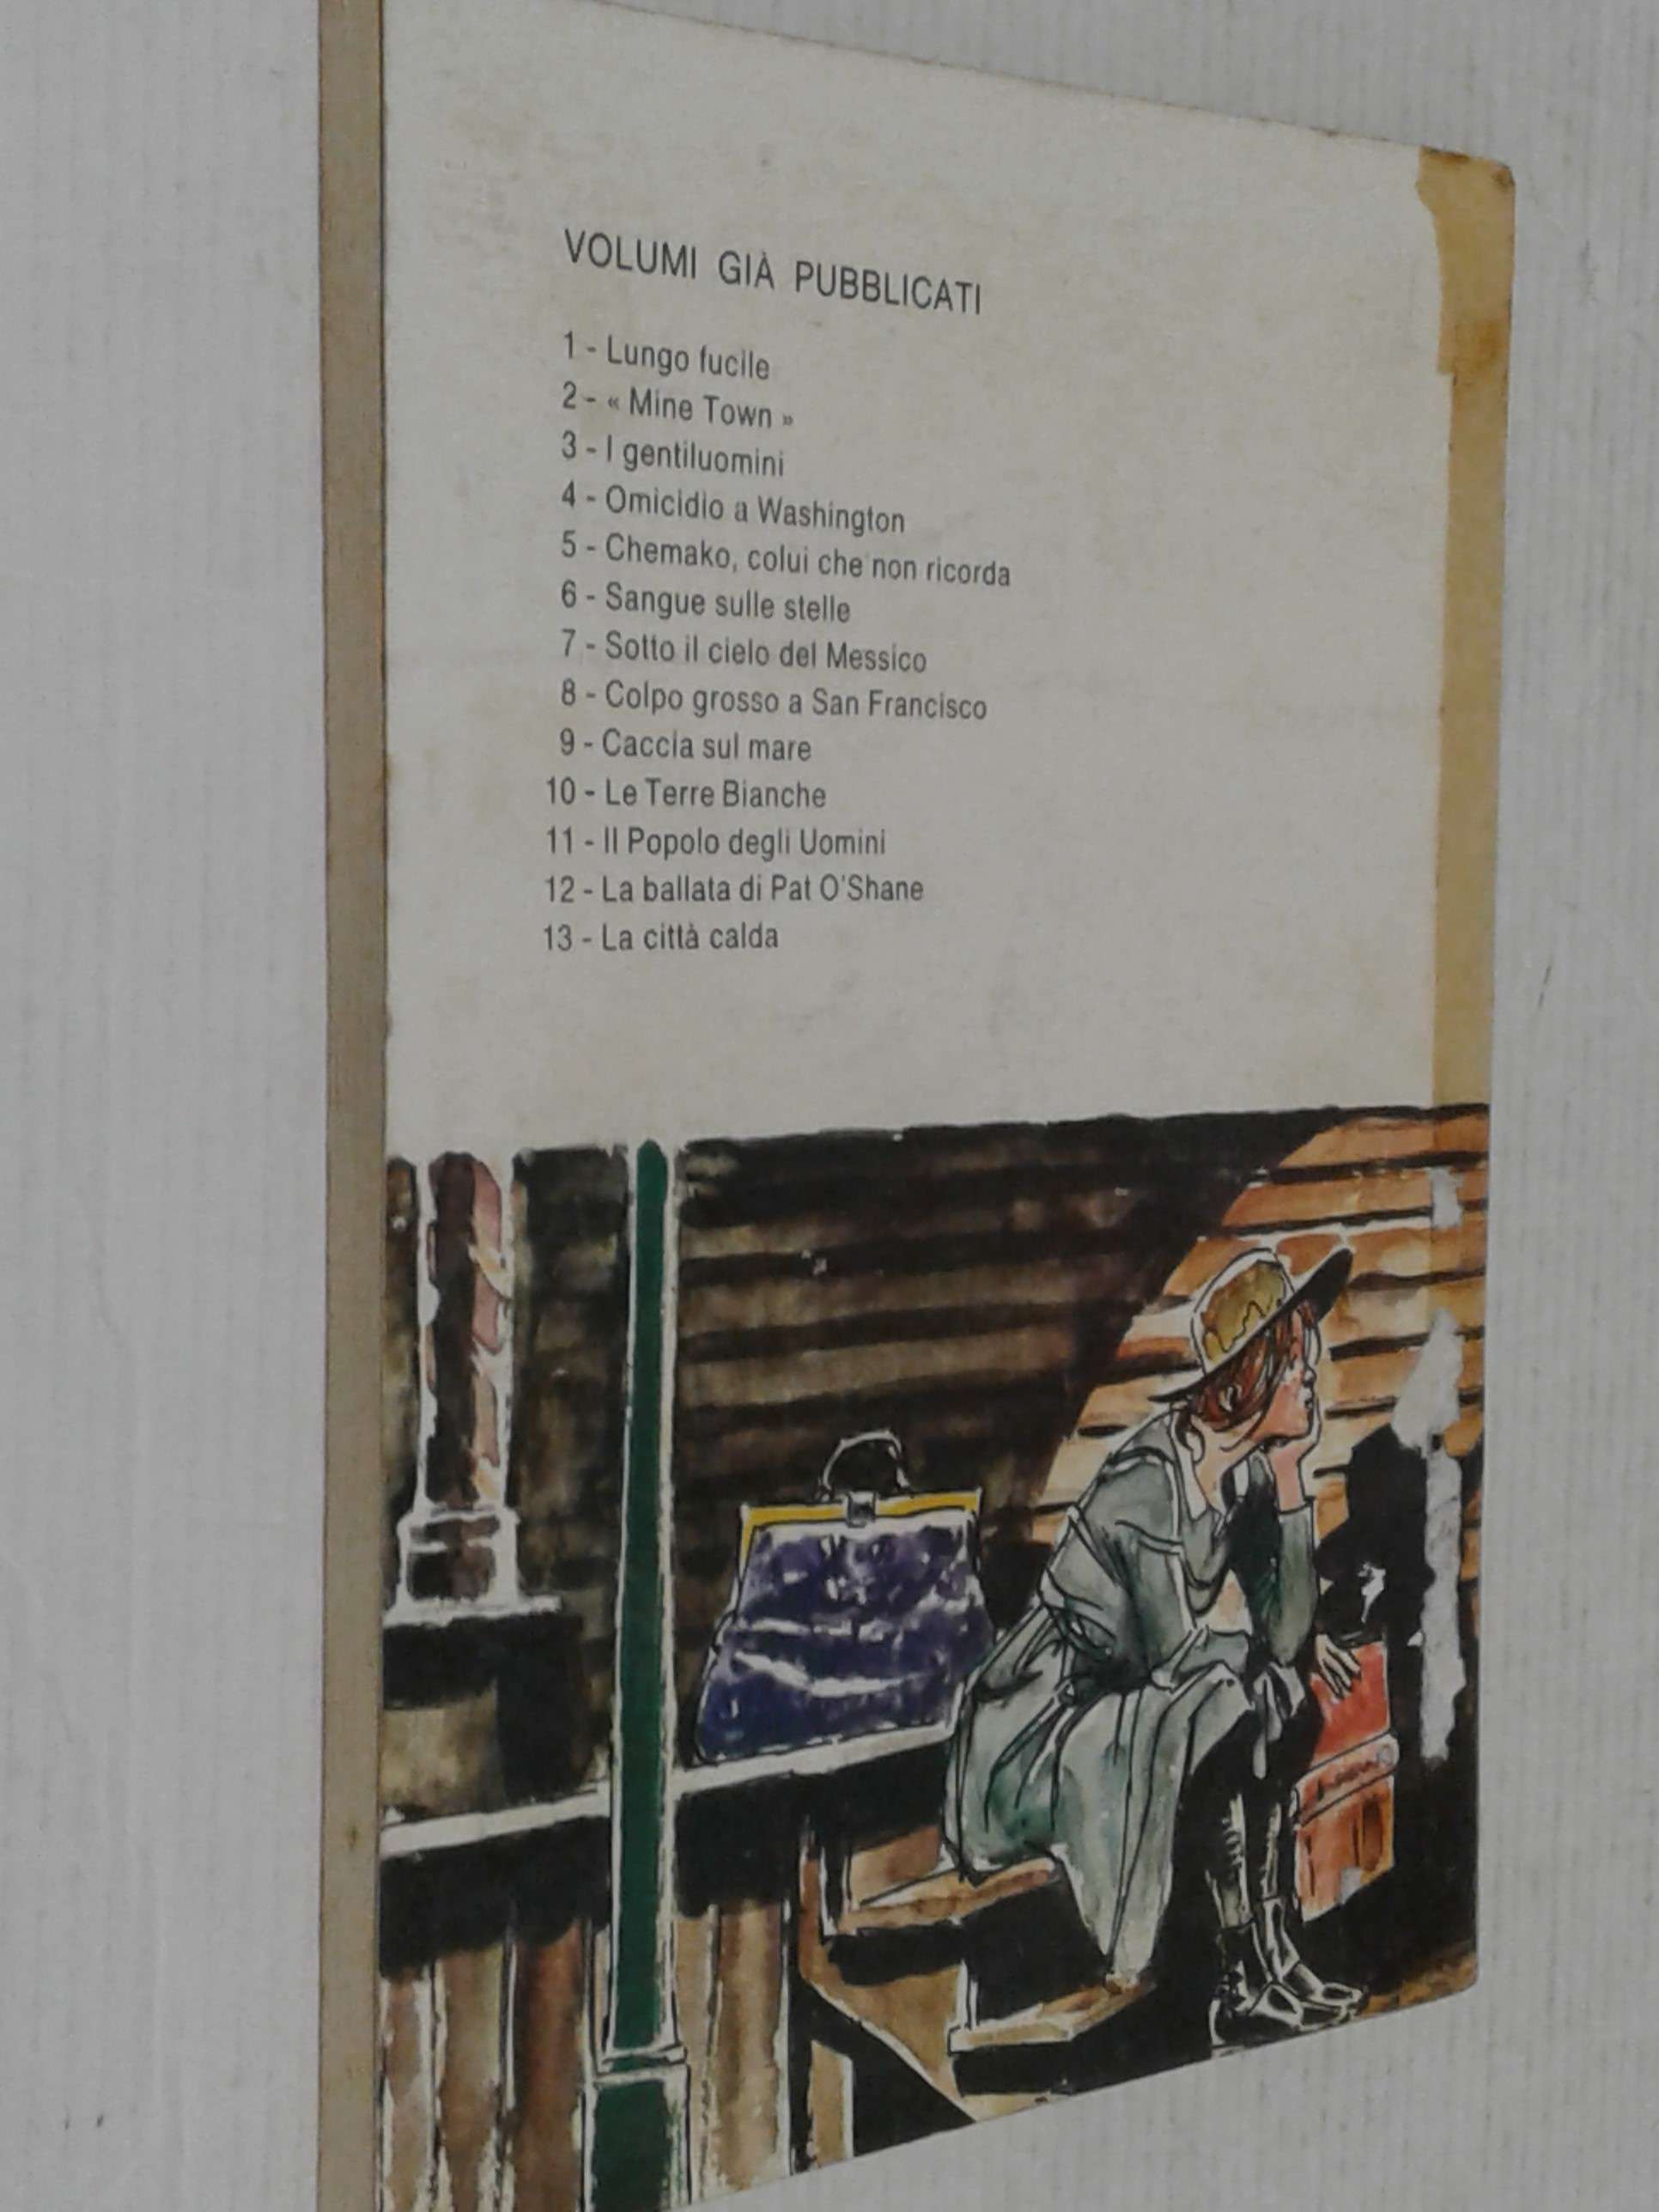 VOLUMI GIÀ PUBBLICATI
1 - Lungo fucile
2 - « Mine Town »
3 - I gentiluomini
4 - Omicidio a Washington
5 - Chemako, colui che non ricorda
6 - Sangue sulle stelle
7 - Sotto il cielo del Messico
8 - Colpo grosso a San Francisco
9 - Caccia sul mare
10 - Le Terre Bianche
11 - Il Popolo degli Uomini
12 - La ballata di Pat O'Shane
13 - La città calda